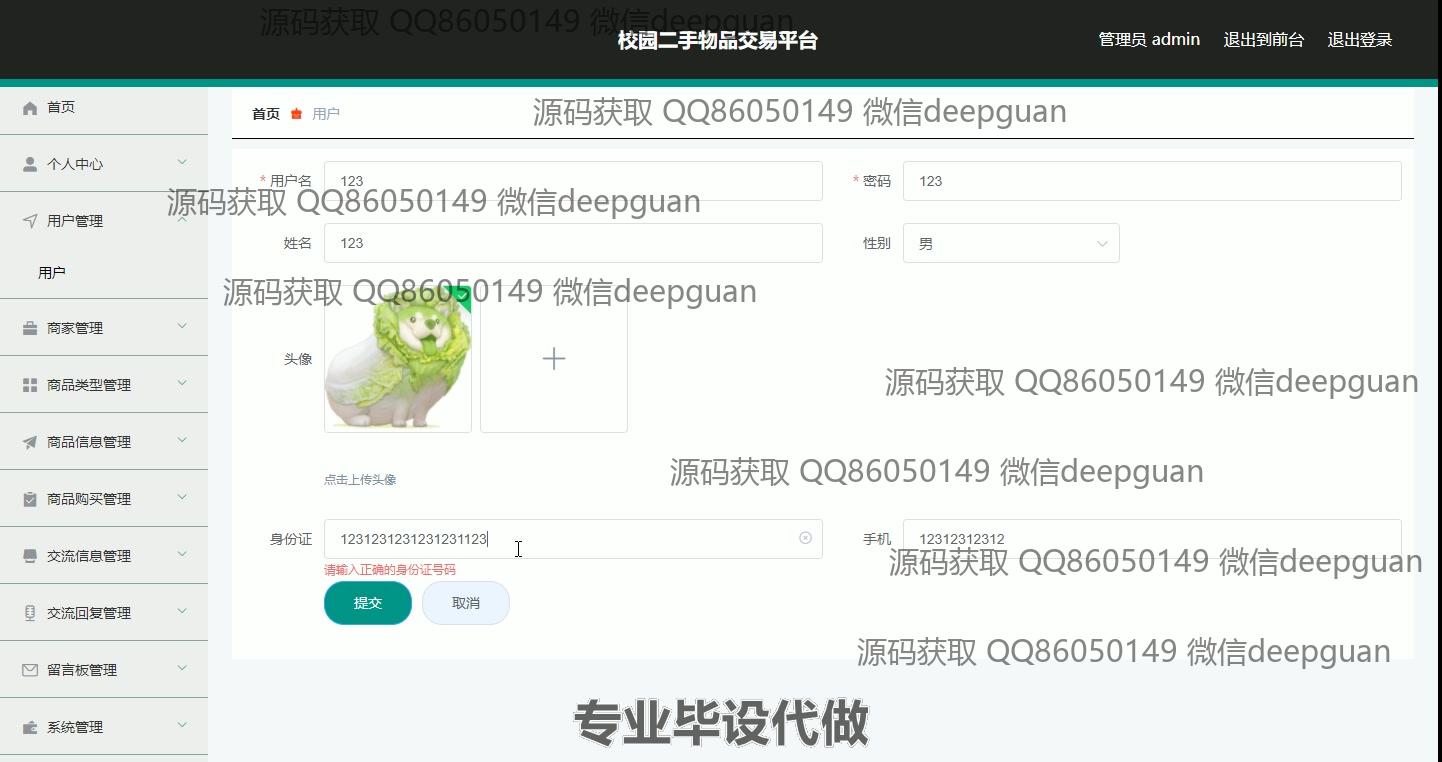 源码获取 QQ86050149 微信deepguan
校园二手物品交易平台
管理员 admin 退出到前台 退出登录
首页
首页 用户
源码获取 QQ86050149 微信deepguan
个人中心
* 用户名 123 * 密码 123
源码获取 QQ86050149 微信deepguan
用户管理
姓名 123 性别 男
用户
源码获取 QQ86050149 微信deepguan
商家管理
头像
商品类型管理
源码获取 QQ86050149 微信deepguan
商品信息管理
点击上传头像
源码获取 QQ86050149 微信deepguan
商品购买管理
身份证 1231231231231231123 手机 12312312312
交流信息管理
请输入正确的身份证号码
源码获取 QQ86050149 微信deepguan
提交 取消
交流回复管理
留言板管理
源码获取 QQ86050149 微信deepguan
系统管理
专业毕设代做